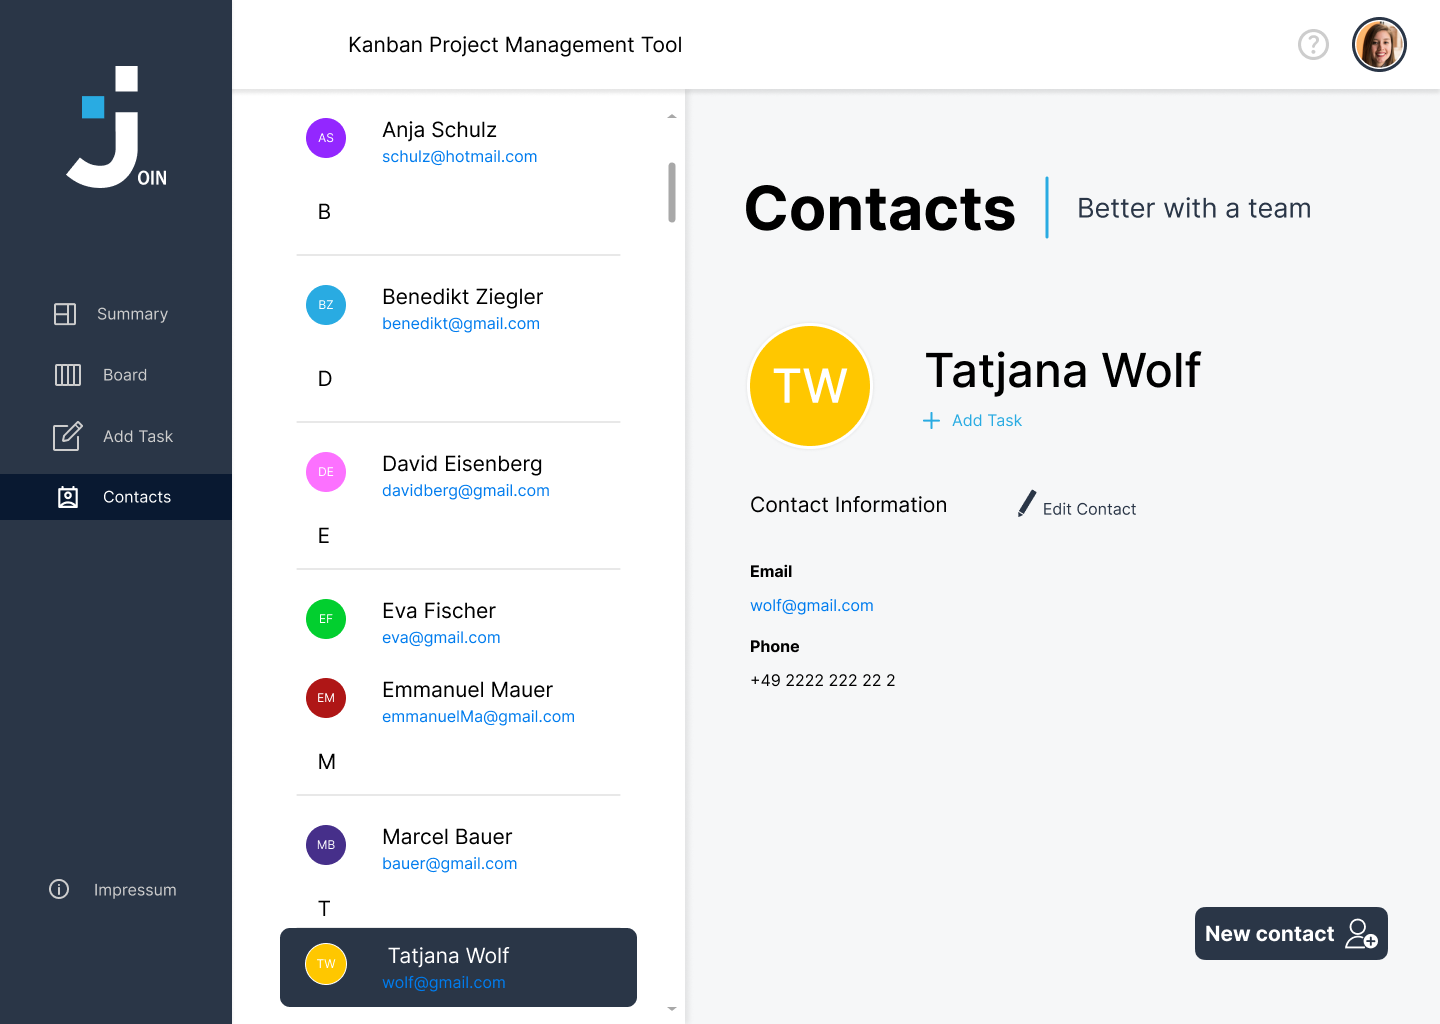 OIN
Summary
Board
Add Task
Contacts
Impressum
Kanban Project Management Tool
?
AS
Anja Schulz
schulz@hotmail.com
B
BZ
Benedikt Ziegler
benedikt@gmail.com
D
DE
David Eisenberg
davidberg@gmail.com
E
EF
Eva Fischer
eva@gmail.com
EM
Emmanuel Mauer
emmanuelMa@gmail.com
M
MB
Marcel Bauer
bauer@gmail.com
T
TW
Tatjana Wolf
wolf@gmail.com
Contacts
Better with a team
TW
Tatjana Wolf
Add Task
Contact Information
Edit Contact
Email
wolf@gmail.com
Phone
+49 2222 222 22 2
New contact